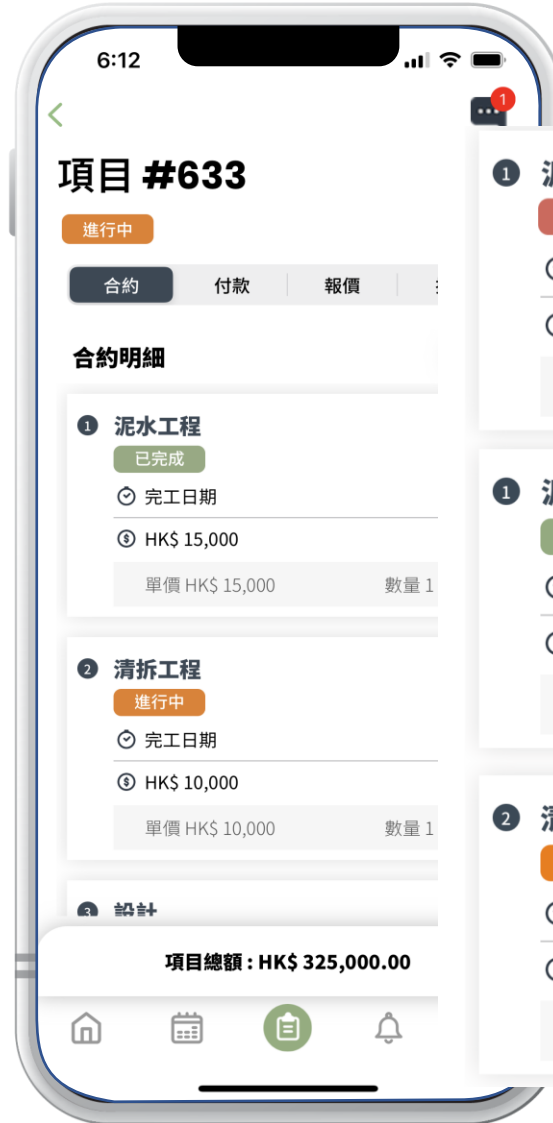 6:12
1
項目 #633
進行中
合約 付款 報價
合約明細
1 泥水工程
已完成
完工日期
HK$ 15,000
單價 HK$ 15,000 數量 1
2 清拆工程
進行中
完工日期
HK$ 10,000
單價 HK$ 10,000 數量 1
3 設計
項目總額 : HK$ 325,000.00
1
1
2